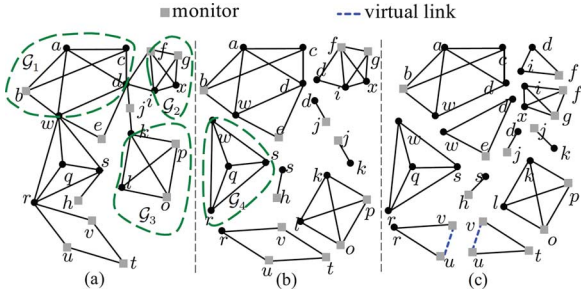 monitor virtual link
a c f g
𝒢₁ d i x 𝒢₂
b j
w e k p
q s l o 𝒢₃
r h v
u t
(a)
a c f g
b d d i x
w d e j
w s s j k
q h k p
𝒢₄ r l o
r v u t
(b)
a c d j f
b d i f
w d x g
w w e d j j k
q s s h k
r l p o
r v u v u t
(c)